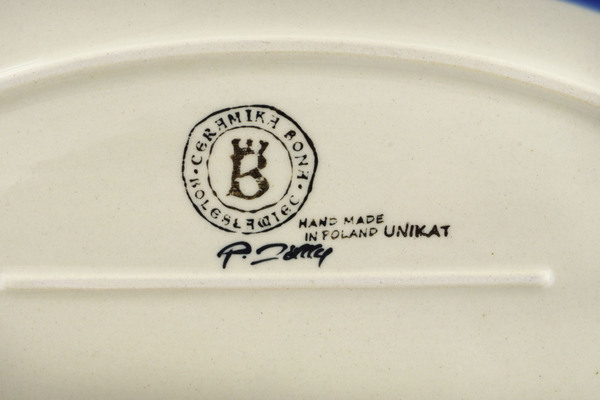 CERAMIKA BONA
BOLESŁAWIEC
B
HAND MADE
IN POLAND UNIKAT
P.